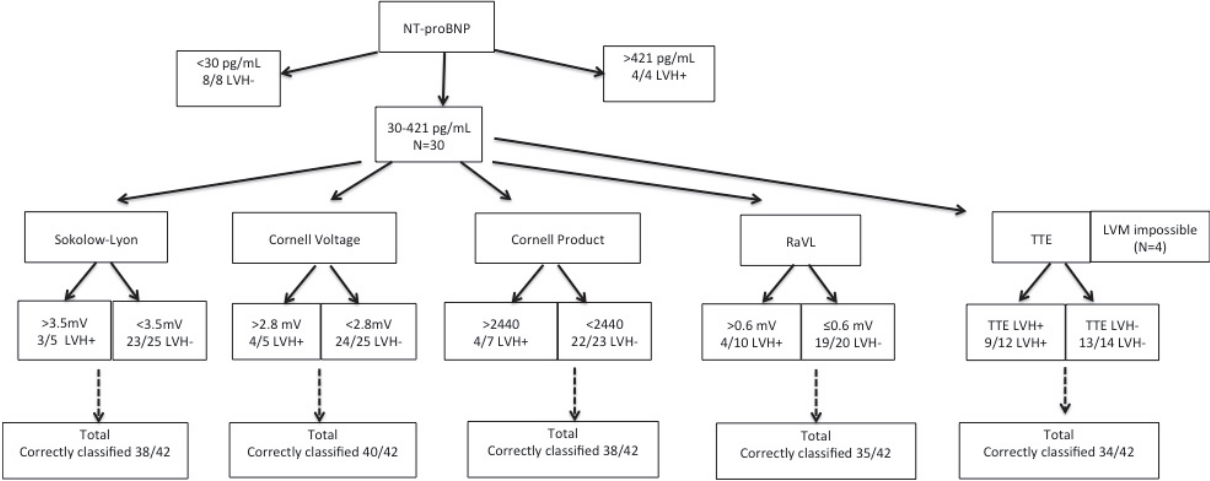 NT-proBNP
<30 pg/mL
8/8 LVH-
>421 pg/mL
4/4 LVH+
30-421 pg/mL
N=30
Sokolow-Lyon
Cornell Voltage
Cornell Product
RaVL
TTE
LVM impossible
(N=4)
>3.5mV
3/5 LVH+
<3.5mV
23/25 LVH-
>2.8 mV
4/5 LVH+
<2.8mV
24/25 LVH-
>2440
4/7 LVH+
<2440
22/23 LVH-
>0.6 mV
4/10 LVH+
≤0.6 mV
19/20 LVH-
TTE LVH+
9/12 LVH+
TTE LVH-
13/14 LVH-
Total
Correctly classified 38/42
Total
Correctly classified 40/42
Total
Correctly classified 38/42
Total
Correctly classified 35/42
Total
Correctly classified 34/42